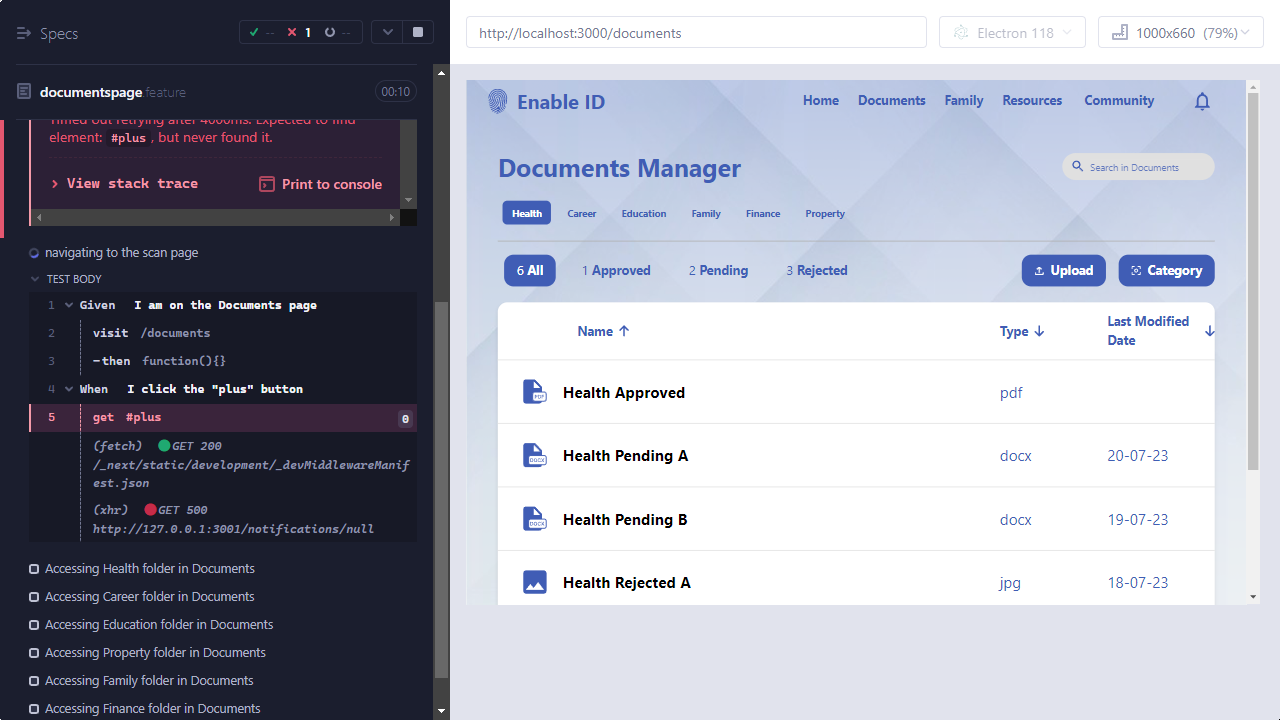 Specs
-- 1 --
documentspage feature
00:10
Timed out retrying after 4000ms: Expected to find
element: #plus, but never found it.
View stack trace
Print to console
navigating to the scan page
TEST BODY
1 Given I am on the Documents page
2 visit /documents
3 -then function(){}
4 When I click the "plus" button
5 get #plus 0
(fetch) GET 200
/_next/static/development/_devMiddlewareManif
est.json
(xhr) GET 500
http://127.0.0.1:3001/notifications/null
Accessing Health folder in Documents
Accessing Career folder in Documents
Accessing Education folder in Documents
Accessing Property folder in Documents
Accessing Family folder in Documents
Accessing Finance folder in Documents
http://localhost:3000/documents
Electron 118
1000x660 (79%)
Enable ID
Home Documents Family Resources Community
Documents Manager
Search in Documents
Health Career Education Family Finance Property
6 All 1 Approved 2 Pending 3 Rejected
Upload Category
Name Type Last Modified
Date
PDF Health Approved pdf
DOCX Health Pending A docx 20-07-23
DOCX Health Pending B docx 19-07-23
Health Rejected A jpg 18-07-23